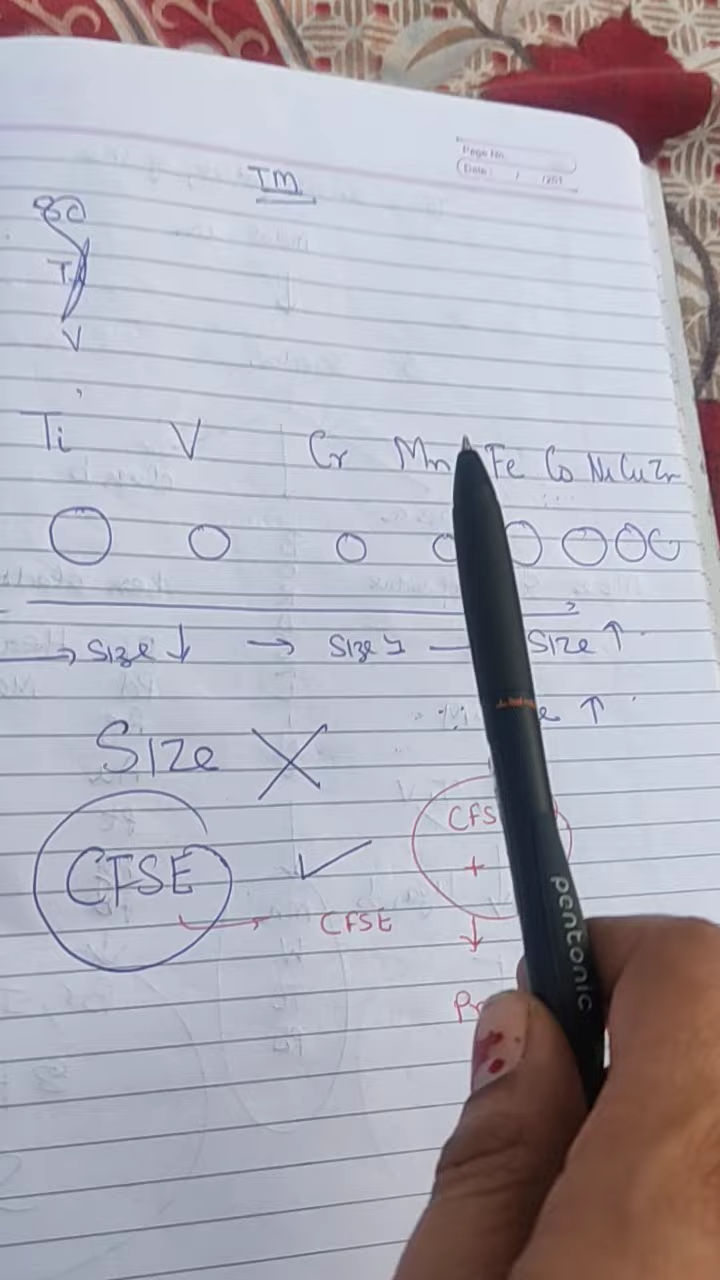 TM
Page No.
Date: / /201
Sc
Ti
V
Ti V Cr Mn Fe Co Ni Cu Zn
→ Size ↓ → Size ↓ — Size ↑
↑
Size X
CFSE ✓
CFS
+
→ CFSE
↓
pentonic